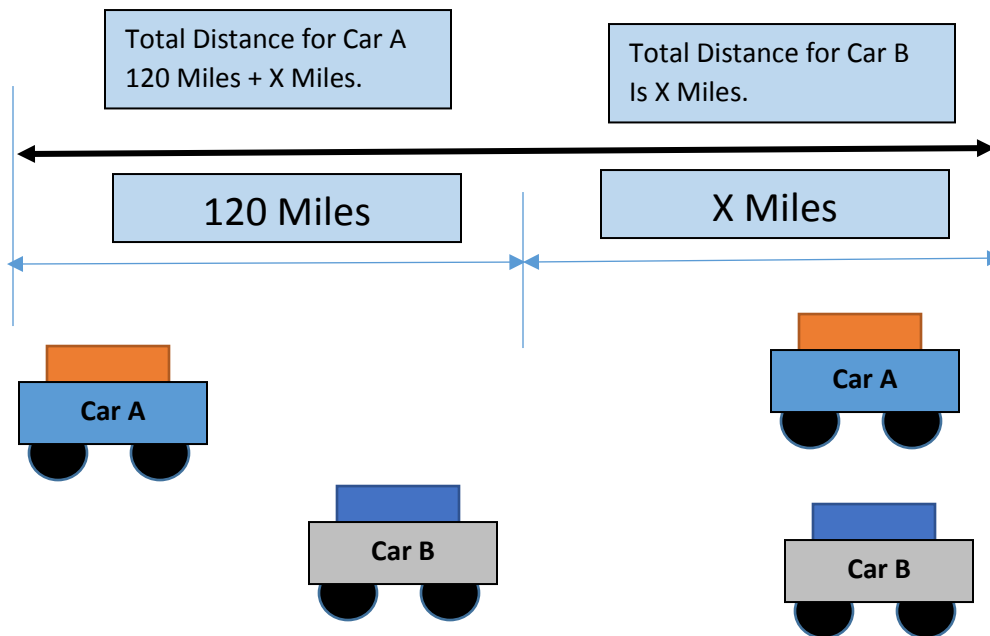 Total Distance for Car A
120 Miles + X Miles.
Total Distance for Car B
Is X Miles.
120 Miles
X Miles
Car A
Car A
Car B
Car B